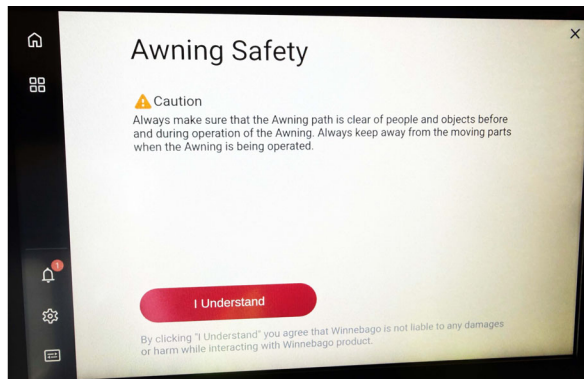 Awning Safety
Caution
Always make sure that the Awning path is clear of people and objects before
and during operation of the Awning. Always keep away from the moving parts
when the Awning is being operated.
1
I Understand
By clicking "I Understand" you agree that Winnebago is not liable to any damages
or harm while interacting with Winnebago product.